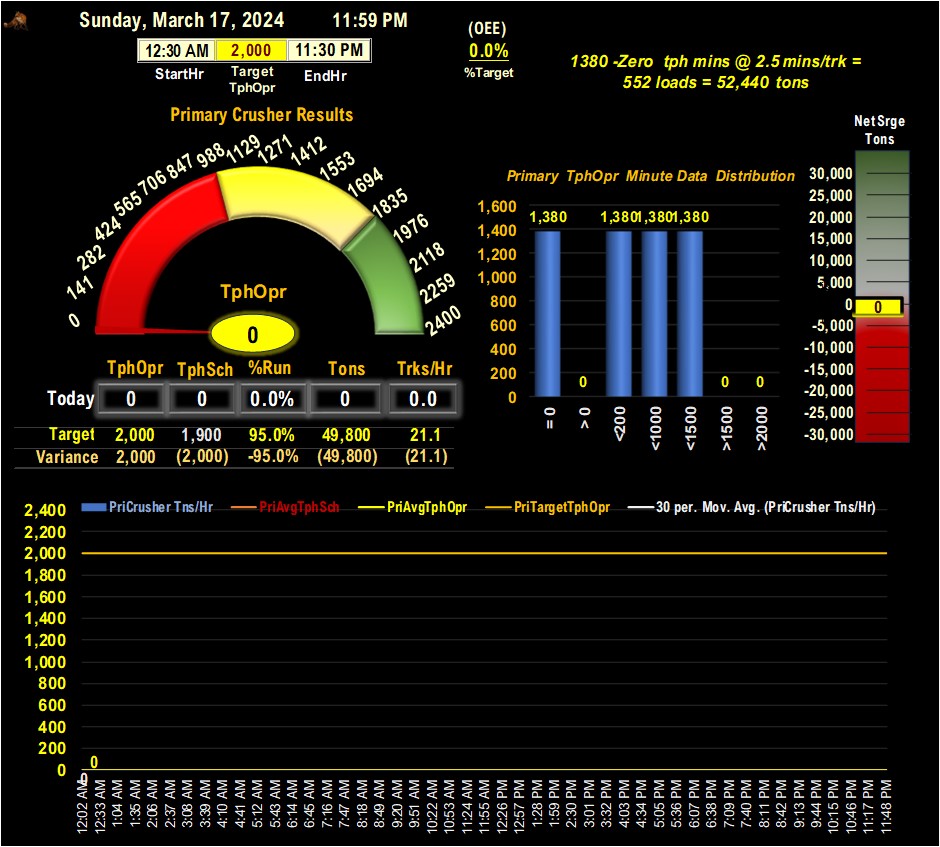 Sunday, March 17, 2024 11:59 PM
12:30 AM 2,000 11:30 PM
StartHr Target TphOpr EndHr
(OEE)
0.0%
%Target
1380 -Zero tph mins @ 2.5 mins/trk =
552 loads = 52,440 tons
Primary Crusher Results
0
141
282
424
565
706
847
988
1129
1271
1412
1553
1694
1835
1976
2118
2259
2400
TphOpr
0
TphOpr TphSch %Run Tons Trks/Hr
Today 0 0 0.0% 0 0.0
Target 2,000 1,900 95.0% 49,800 21.1
Variance 2,000 (2,000) -95.0% (49,800) (21.1)
Primary TphOpr Minute Data Distribution
1,600
1,400
1,200
1,000
800
600
400
200
0
1,380 0 1,380 1,380 1,380 0 0
= 0
> 0
<200
<1000
<1500
>1500
>2000
NetSrge
Tons
30,000
25,000
20,000
15,000
10,000
5,000
0
-5,000
-10,000
-15,000
-20,000
-25,000
-30,000
0
PriCrusher Tns/Hr PriAvgTphSch PriAvgTphOpr PriTargetTphOpr 30 per. Mov. Avg. (PriCrusher Tns/Hr)
2,400
2,200
2,000
1,800
1,600
1,400
1,200
1,000
800
600
400
200
0
0
0
12:02 AM
12:33 AM
1:04 AM
1:35 AM
2:06 AM
2:37 AM
3:08 AM
3:39 AM
4:10 AM
4:41 AM
5:12 AM
5:43 AM
6:14 AM
6:45 AM
7:16 AM
7:47 AM
8:18 AM
8:49 AM
9:20 AM
9:51 AM
10:22 AM
10:53 AM
11:24 AM
11:55 AM
12:26 PM
12:57 PM
1:28 PM
1:59 PM
2:30 PM
3:01 PM
3:32 PM
4:03 PM
4:34 PM
5:05 PM
5:36 PM
6:07 PM
6:38 PM
7:09 PM
7:40 PM
8:11 PM
8:42 PM
9:13 PM
9:44 PM
10:15 PM
10:46 PM
11:17 PM
11:48 PM